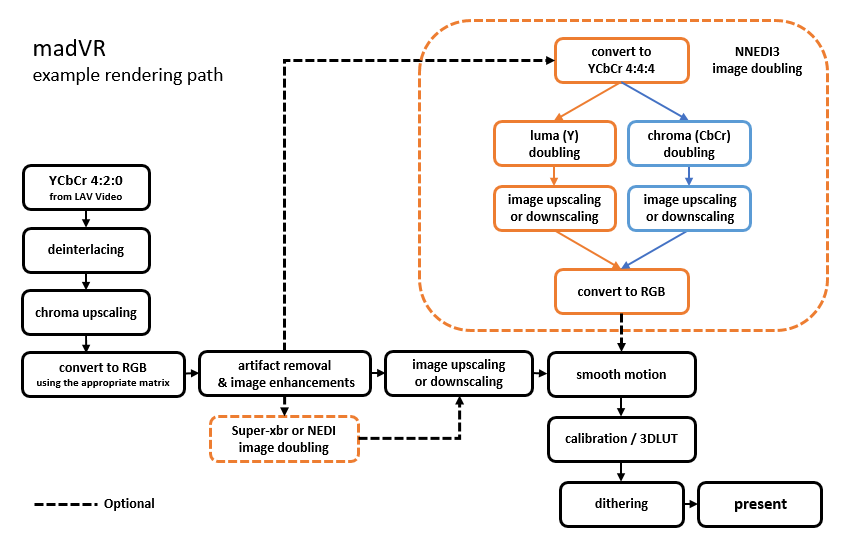 madVR
example rendering path
convert to
YCbCr 4:4:4
NNEDI3
image doubling
luma (Y)
doubling
chroma (CbCr)
doubling
image upscaling
or downscaling
image upscaling
or downscaling
convert to RGB
YCbCr 4:2:0
from LAV Video
deinterlacing
chroma upscaling
convert to RGB
using the appropriate matrix
artifact removal
& image enhancements
image upscaling
or downscaling
smooth motion
Super-xbr or NEDI
image doubling
calibration / 3DLUT
dithering
present
Optional